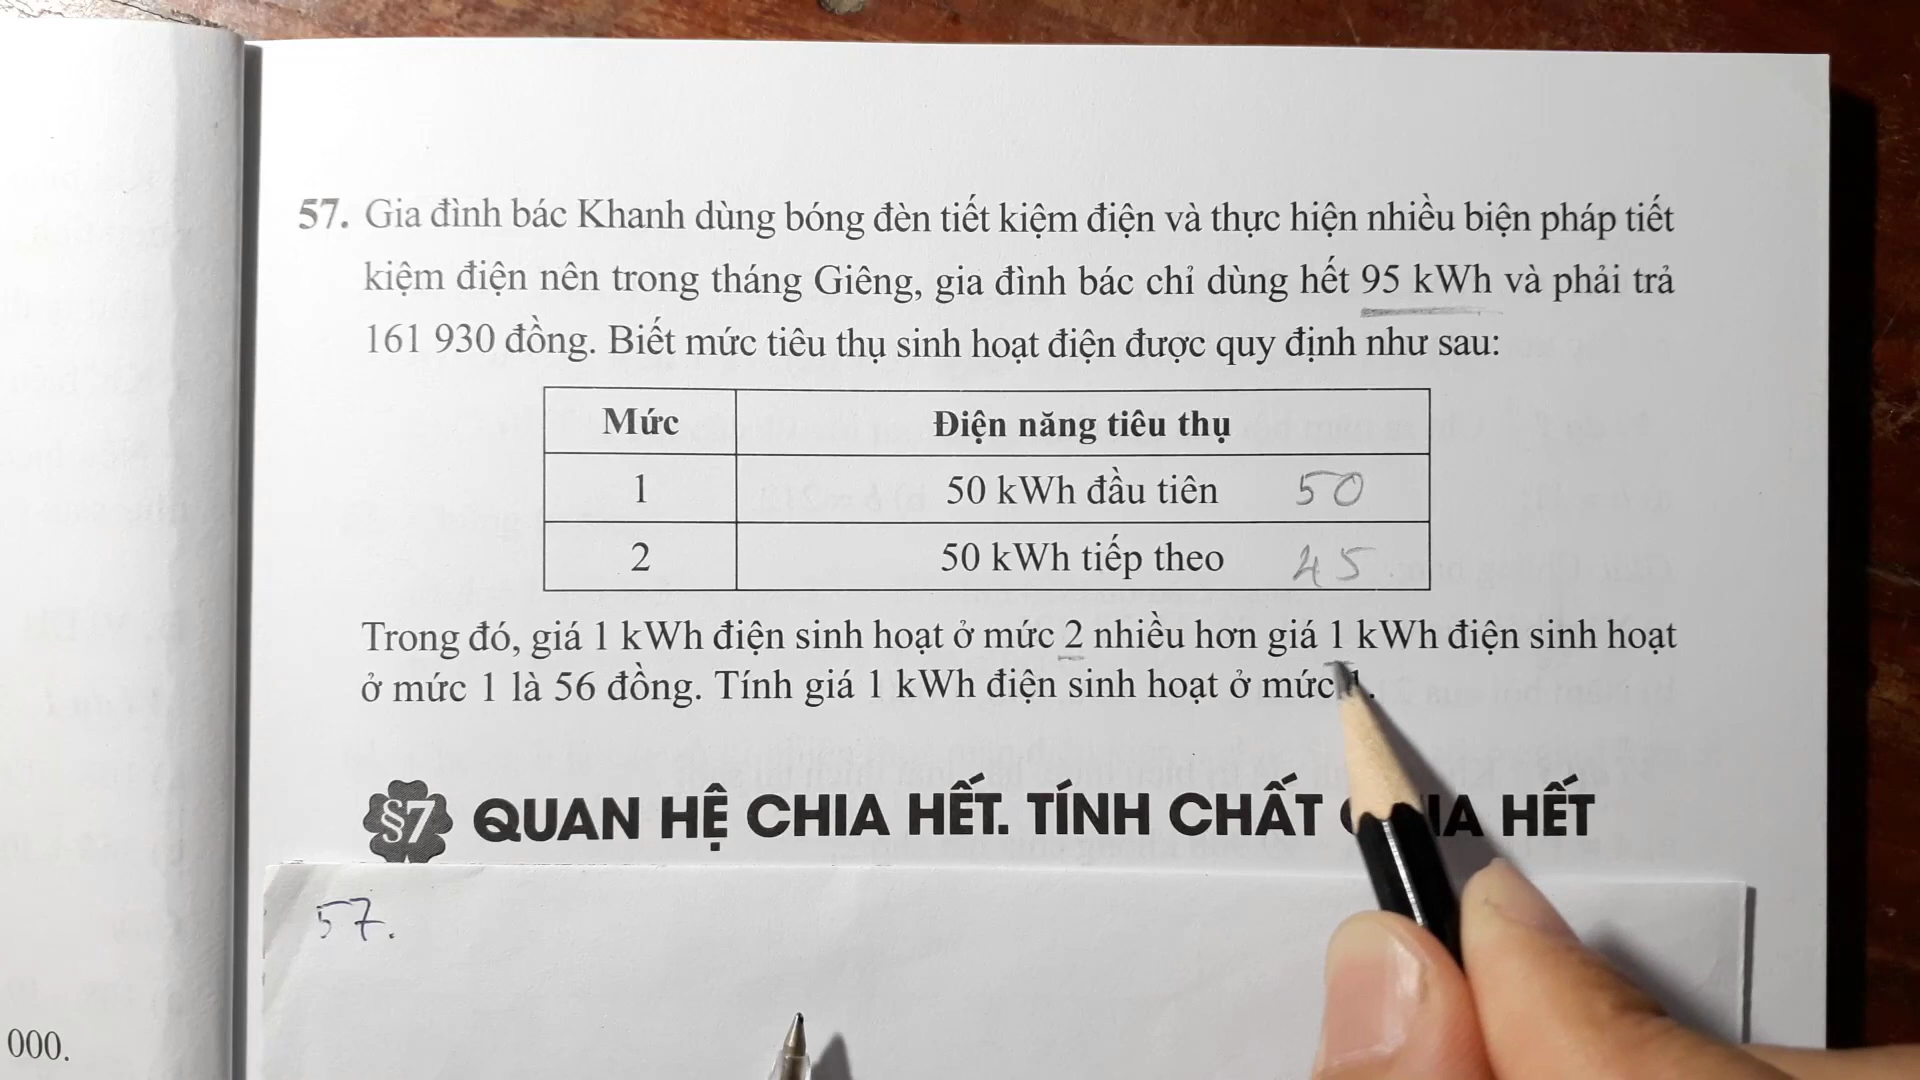 57. Gia đình bác Khanh dùng bóng đèn tiết kiệm điện và thực hiện nhiều biện pháp tiết
kiệm điện nên trong tháng Giêng, gia đình bác chỉ dùng hết 95 kWh và phải trả
161 930 đồng. Biết mức tiêu thụ sinh hoạt điện được quy định như sau:
Mức Điện năng tiêu thụ
1 50 kWh đầu tiên 50
2 50 kWh tiếp theo 45
Trong đó, giá 1 kWh điện sinh hoạt ở mức 2 nhiều hơn giá 1 kWh điện sinh hoạt
ở mức 1 là 56 đồng. Tính giá 1 kWh điện sinh hoạt ở mức 1.
§7 QUAN HỆ CHIA HẾT. TÍNH CHẤT CHIA HẾT
57.
000.